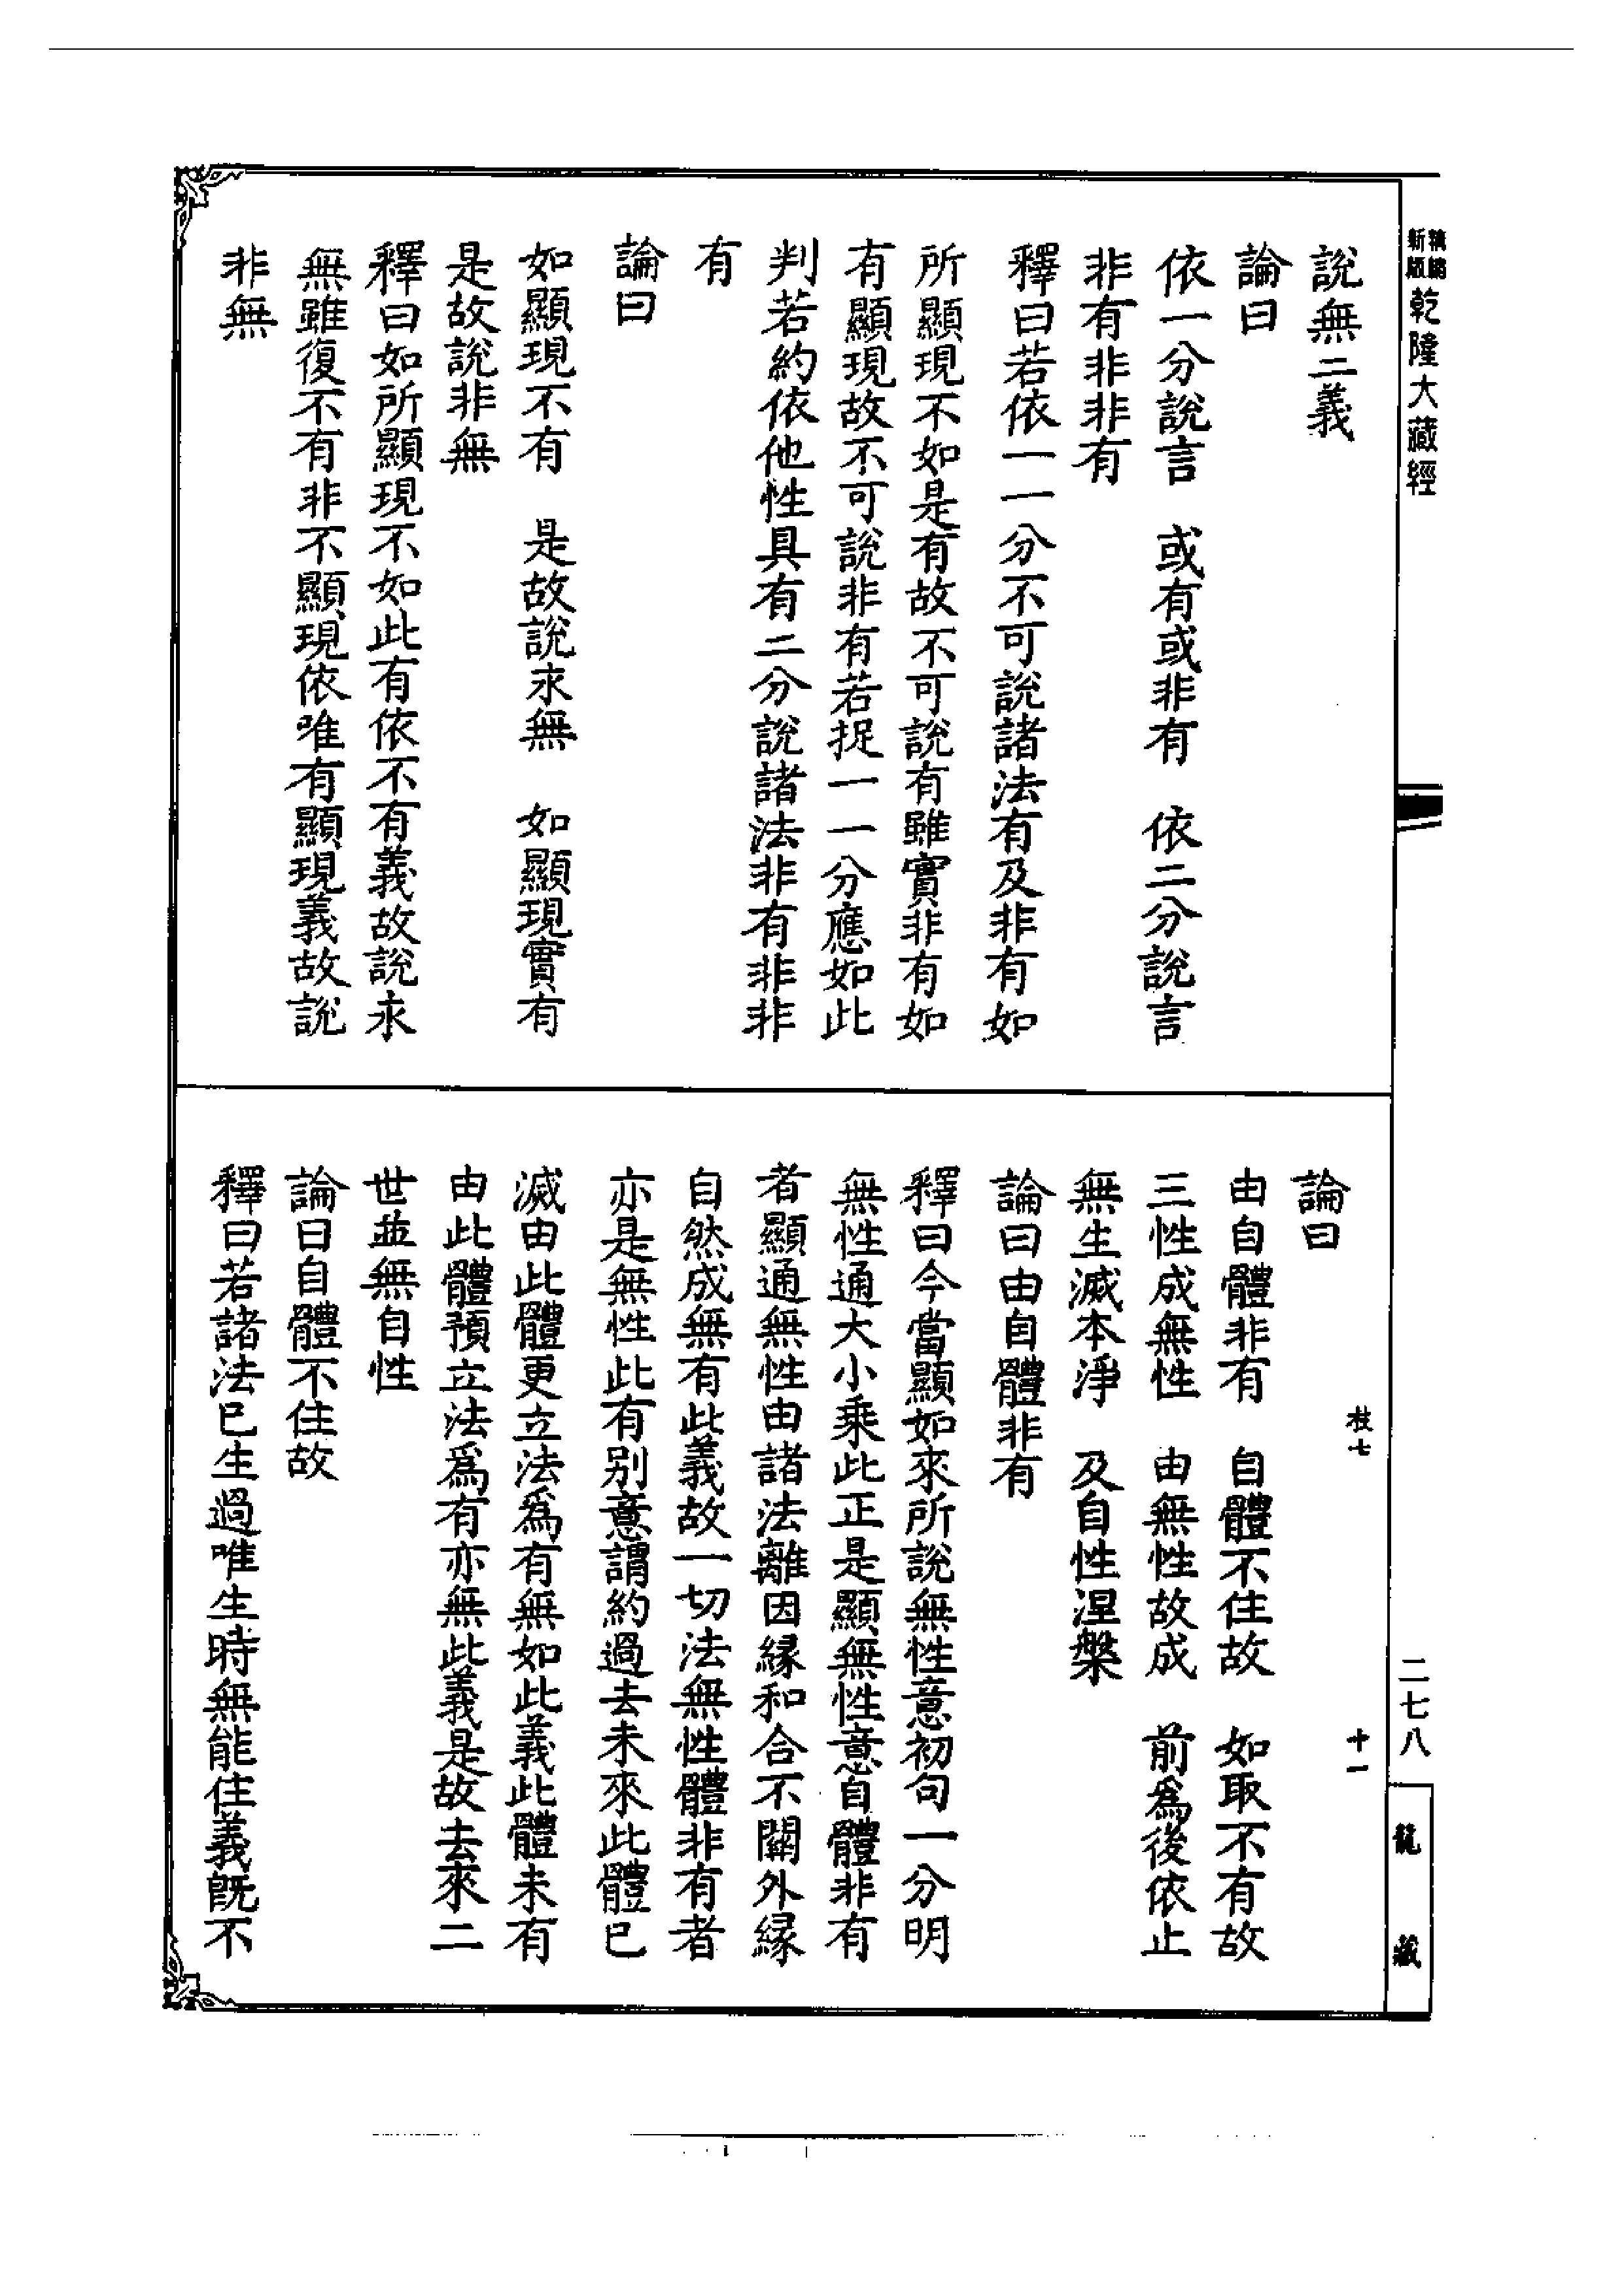 新版
乾隆大藏經
說無二義
論曰
依一分說言　或有或非有　依二分說言
非有非非有
釋曰若依一一分不可說諸法有及非有如
所顯現不如是有故不可說有雖實非有如
有顯現故不可說非有若捉一一分應如此
判若約依他性具有二分說諸法非有非非
有
論曰
如顯現不有　是故說永無　如顯現實有
是故說非無
釋曰如所顯現不如此有依不有義故說永
無雖復不有非不顯現依唯有顯現義故說
非無
枝七
十一
二七八
龍藏
論曰
由自體非有　自體不住故　如取不有故
三性成無性　由無性故成　前為後依止
無生滅本淨　及自性涅槃
論曰由自體非有
釋曰今當顯如來所說無性意初句一分明
無性通大小乘此正是顯無性意自體非有
者顯通無性由諸法離因緣和合不關外緣
自然成無有此義故一切法無性體非有者
亦是無性此有別意謂約過去未來此體已
滅由此體更立法為有無如此義此體未有
由此體預立法為有亦無此義是故去來二
世並無自性
論曰自體不住故
釋曰若諸法已生過唯生時無能住義既不